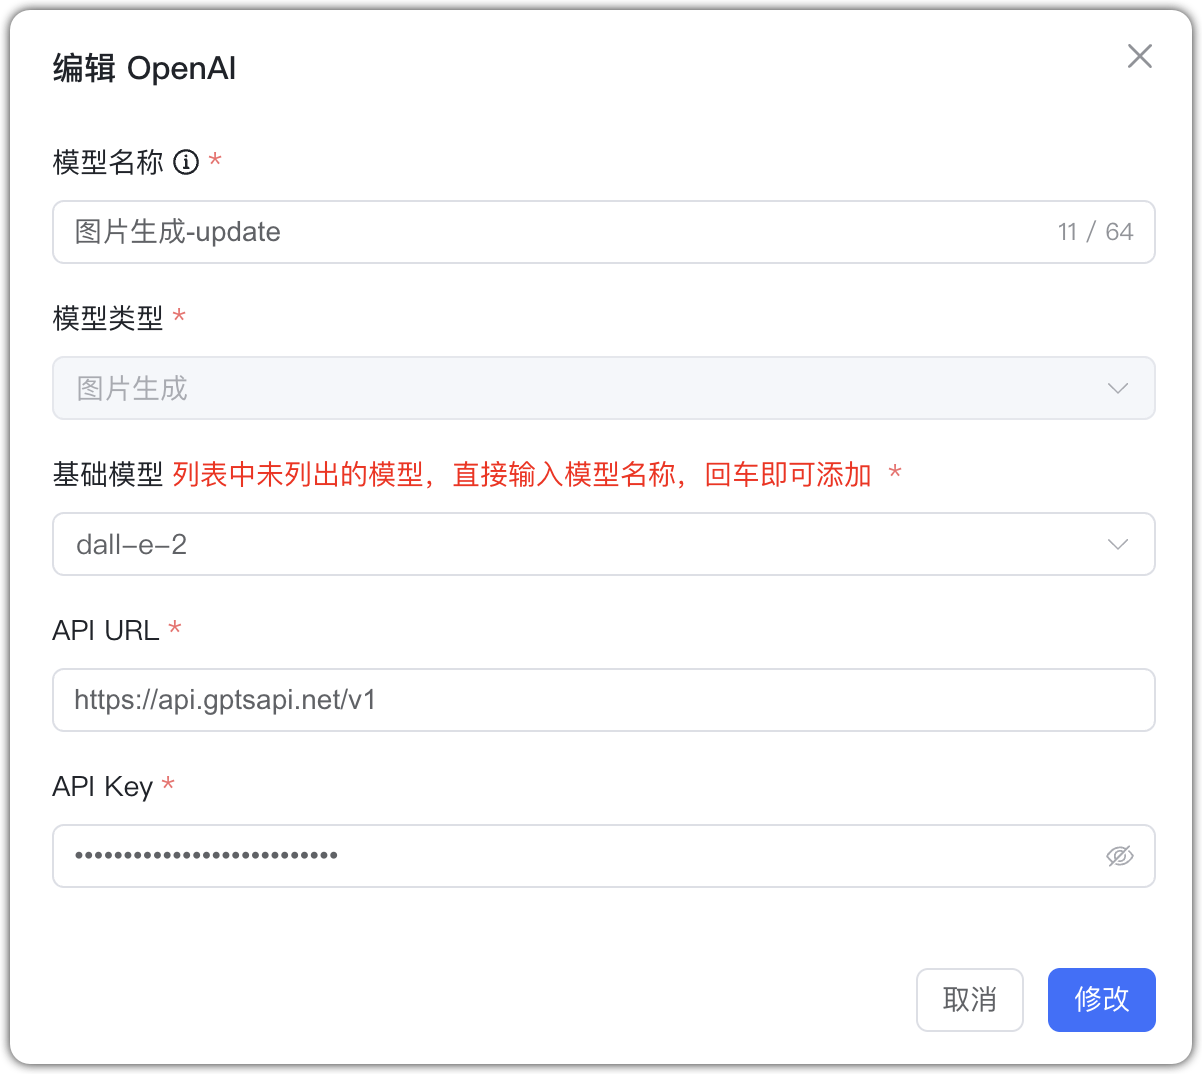 编辑 OpenAI
模型名称 *
图片生成-update 11 / 64
模型类型 *
图片生成
基础模型 列表中未列出的模型，直接输入模型名称，回车即可添加 *
dall-e-2
API URL *
https://api.gptsapi.net/v1
API Key *
•••••••••••••••••••••••••••
取消 修改